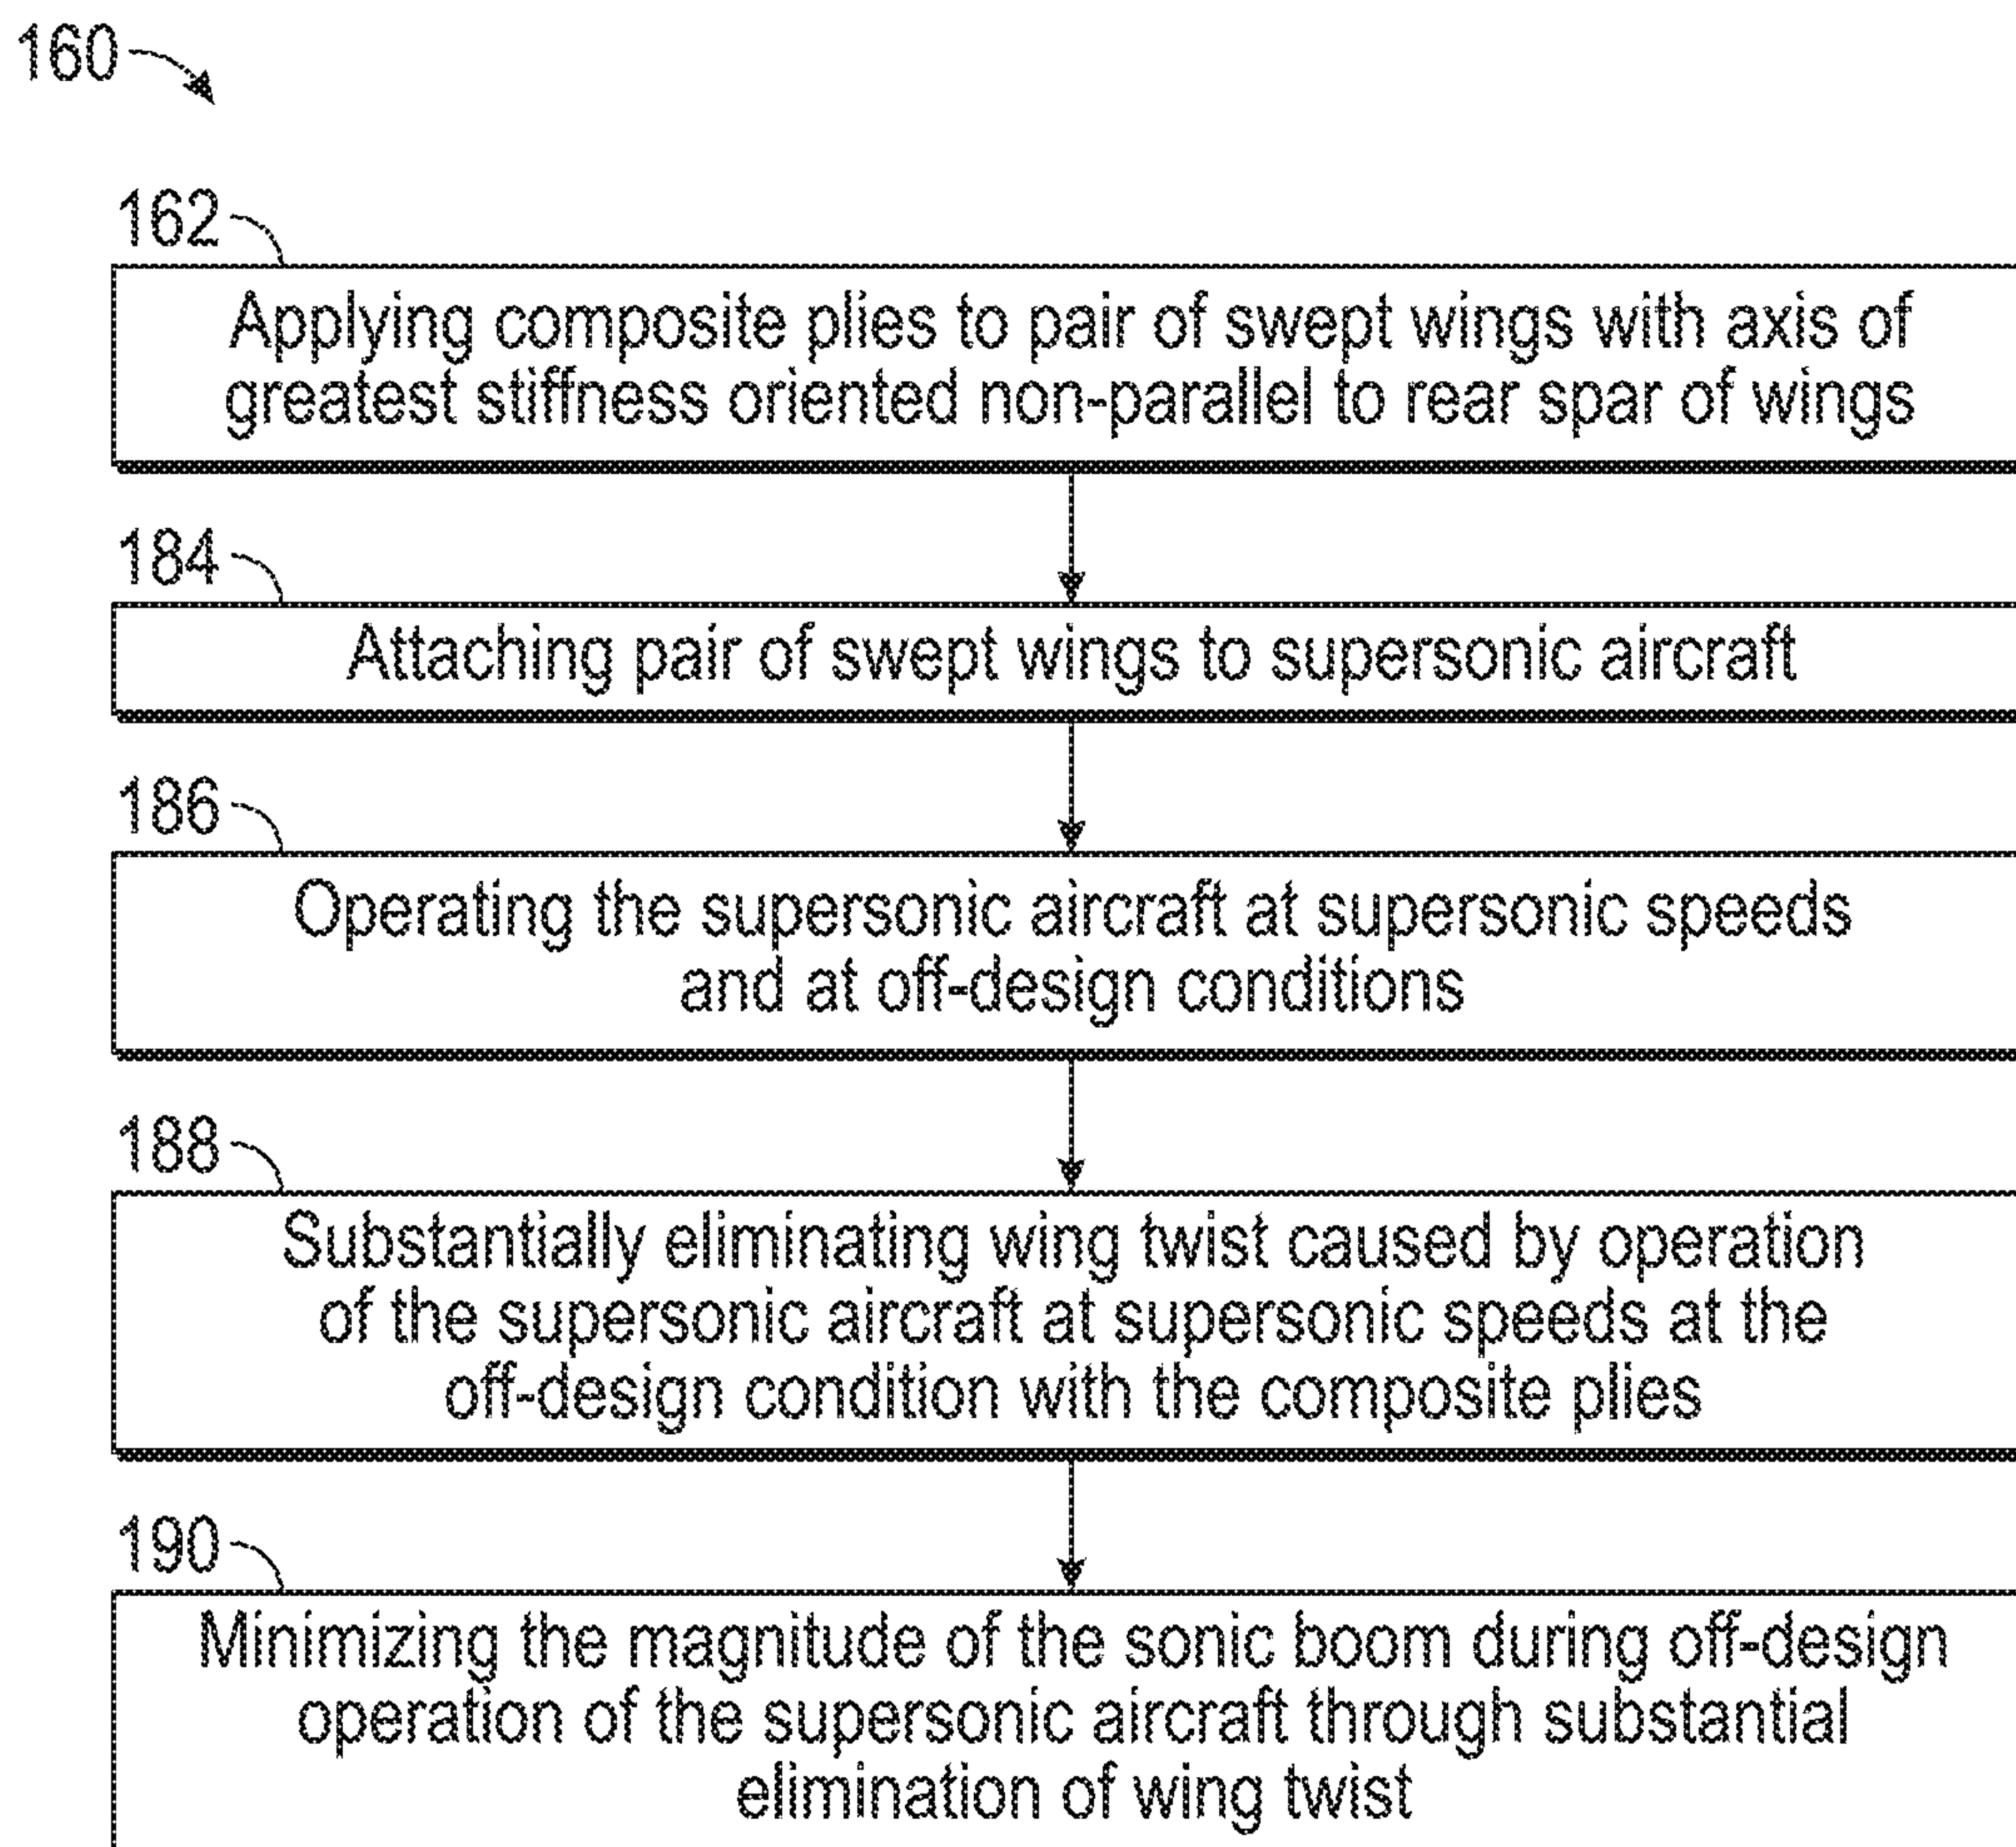 160
162
Applying composite plies to pair of swept wings with axis of
greatest stiffness oriented non-parallel to rear spar of wings
184
Attaching pair of swept wings to supersonic aircraft
186
Operating the supersonic aircraft at supersonic speeds
and at off-design conditions
188
Substantially eliminating wing twist caused by operation
of the supersonic aircraft at supersonic speeds at the
off-design condition with the composite plies
190
Minimizing the magnitude of the sonic boom during off-design
operation of the supersonic aircraft through substantial
elimination of wing twist